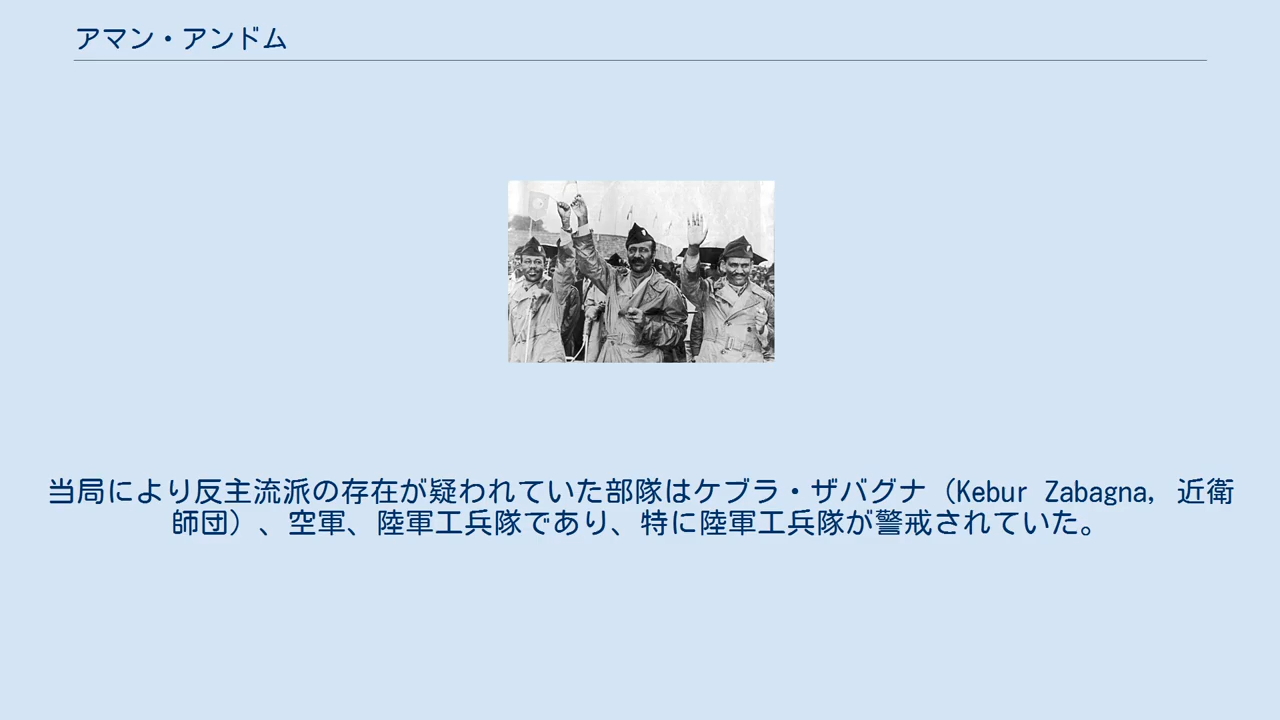 アマン・アンドム
当局により反主流派の存在が疑われていた部隊はケブラ・ザバグナ（Kebur Zabagna, 近衛
師団）、空軍、陸軍工兵隊であり、特に陸軍工兵隊が警戒されていた。